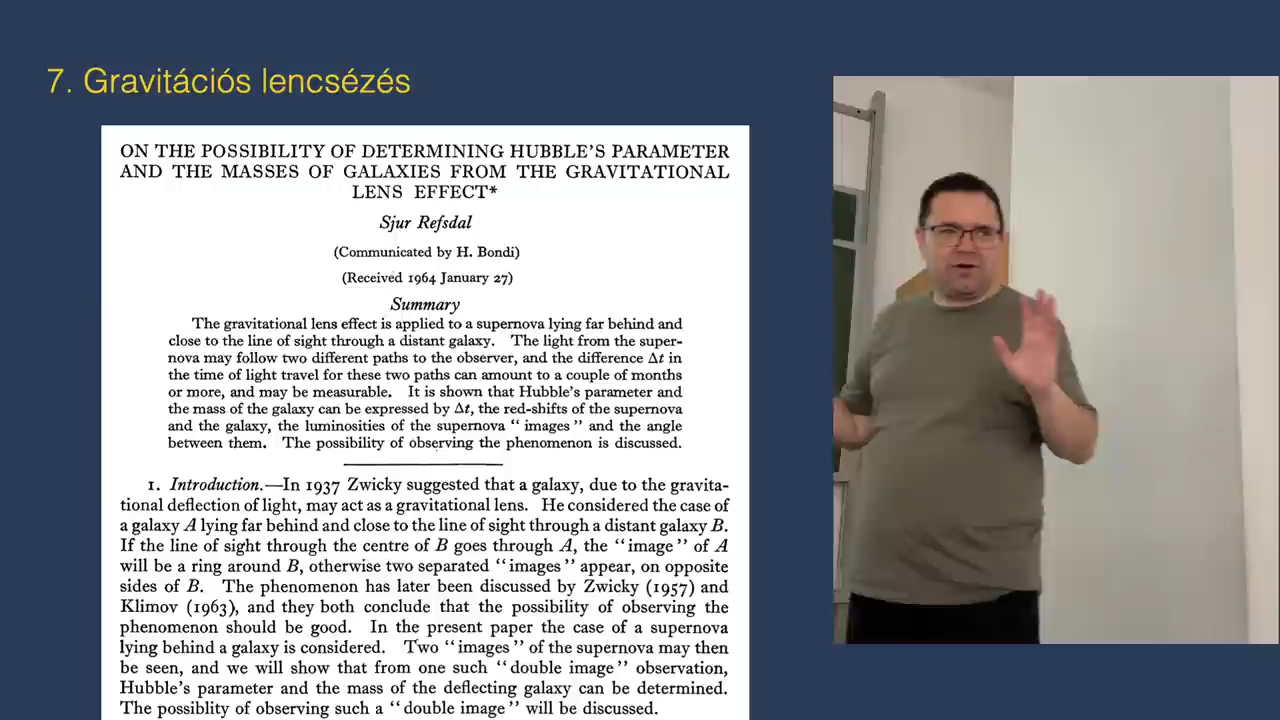 7. Gravitációs lencsézés
ON THE POSSIBILITY OF DETERMINING HUBBLE'S PARAMETER
AND THE MASSES OF GALAXIES FROM THE GRAVITATIONAL
LENS EFFECT*
Sjur Refsdal
(Communicated by H. Bondi)
(Received 1964 January 27)
Summary
The gravitational lens effect is applied to a supernova lying far behind and
close to the line of sight through a distant galaxy. The light from the super-
nova may follow two different paths to the observer, and the difference Δt in
the time of light travel for these two paths can amount to a couple of months
or more, and may be measurable. It is shown that Hubble's parameter and
the mass of the galaxy can be expressed by Δt, the red-shifts of the supernova
and the galaxy, the luminosities of the supernova “ images ” and the angle
between them. The possibility of observing the phenomenon is discussed.
1. Introduction.—In 1937 Zwicky suggested that a galaxy, due to the gravita-
tional deflection of light, may act as a gravitational lens. He considered the case of
a galaxy A lying far behind and close to the line of sight through a distant galaxy B.
If the line of sight through the centre of B goes through A, the “ image ” of A
will be a ring around B, otherwise two separated “ images ” appear, on opposite
sides of B. The phenomenon has later been discussed by Zwicky (1957) and
Klimov (1963), and they both conclude that the possibility of observing the
phenomenon should be good. In the present paper the case of a supernova
lying behind a galaxy is considered. Two “ images ” of the supernova may then
be seen, and we will show that from one such “ double image ” observation,
Hubble's parameter and the mass of the deflecting galaxy can be determined.
The possiblity of observing such a “ double image ” will be discussed.